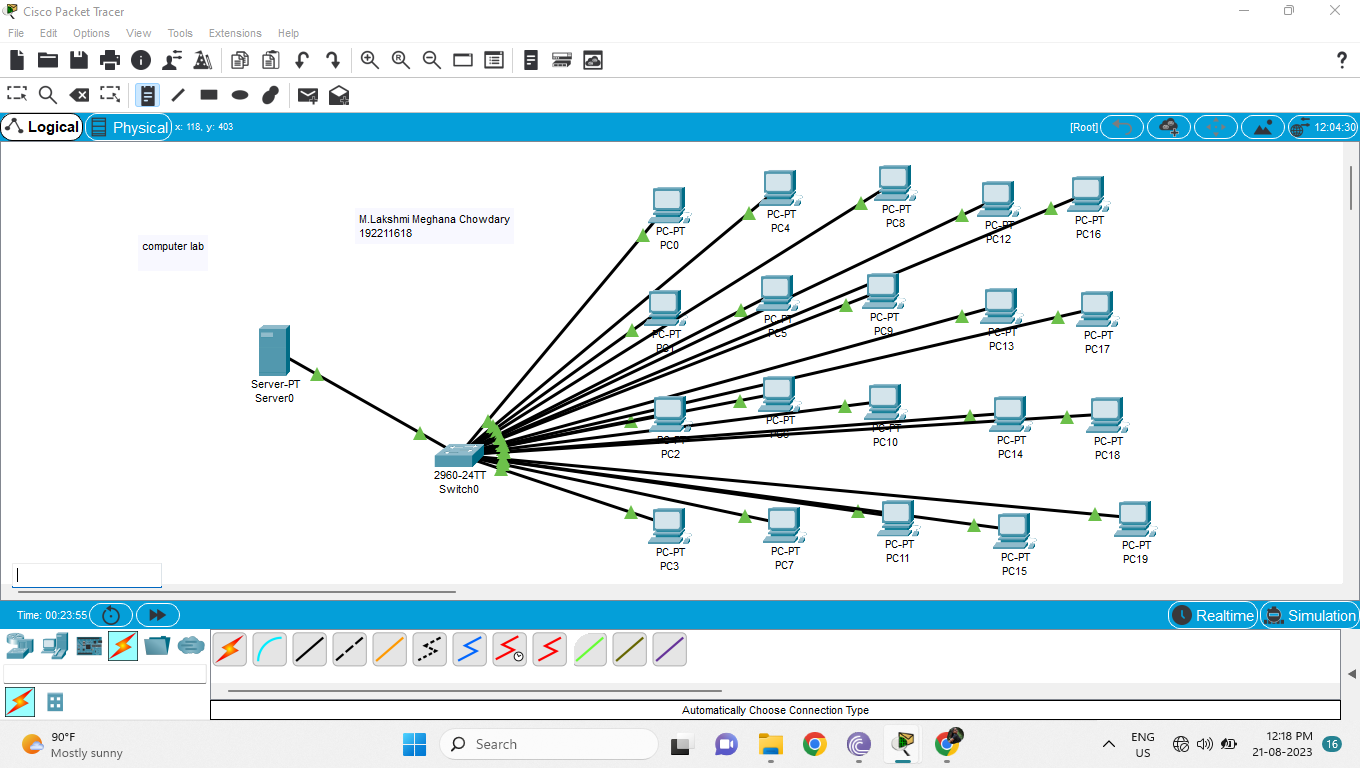 Cisco Packet Tracer
File Edit Options View Tools Extensions Help
Logical Physical x: 118, y: 403 [Root] 12:04:30
M.Lakshmi Meghana Chowdary
192211618
computer lab
PC-PT
PC0
PC-PT
PC4
PC-PT
PC8
PC-PT
PC12
PC-PT
PC16
PC-PT
PC1
PC-PT
PC5
PC-PT
PC9
PC-PT
PC13
PC-PT
PC17
Server-PT
Server0
PC-PT
PC2
PC-PT
PC6
PC-PT
PC10
PC-PT
PC14
PC-PT
PC18
2960-24TT
Switch0
PC-PT
PC3
PC-PT
PC7
PC-PT
PC11
PC-PT
PC15
PC-PT
PC19
Time: 00:23:55 Realtime Simulation
Automatically Choose Connection Type
90°F
Mostly sunny
Search
ENG
US
12:18 PM
21-08-2023
16